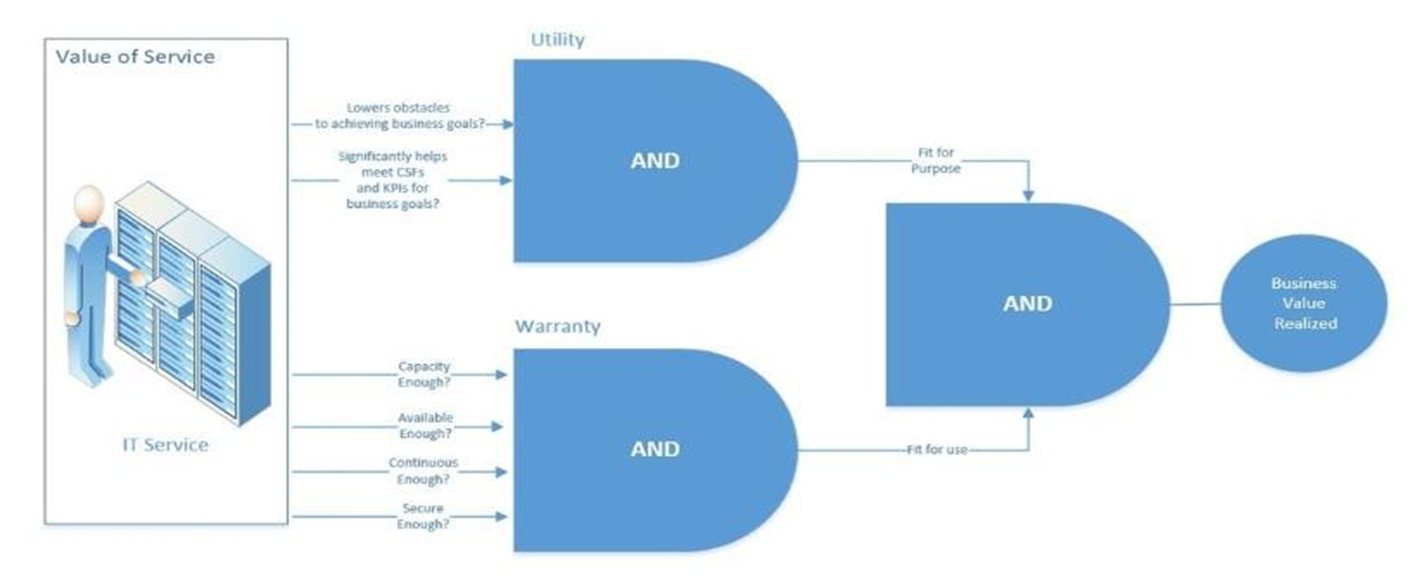 Value of Service
IT Service
Utility
Lowers obstacles
to achieving business goals?
Significantly helps
meet CSFs
and KPIs for
business goals?
AND
Fit for
Purpose
Warranty
Capacity
Enough?
Available
Enough?
Continuous
Enough?
Secure
Enough?
AND
Fit for use
AND
Business
Value
Realized